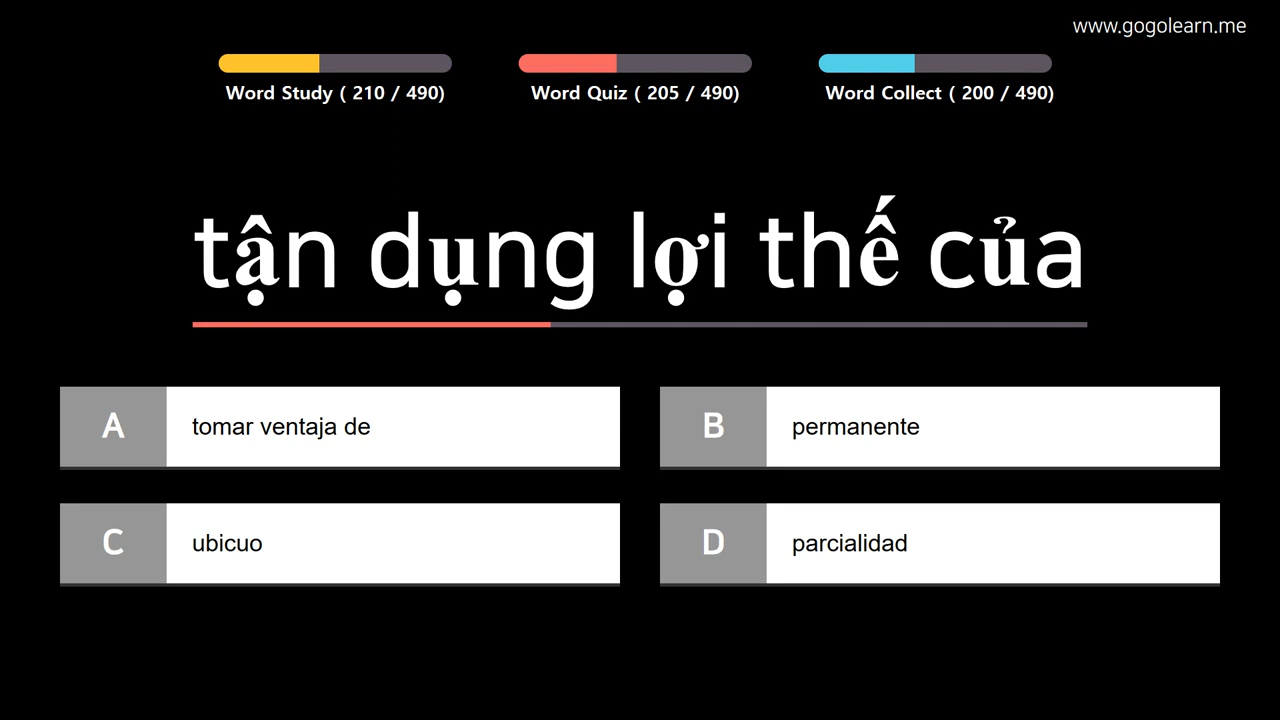 www.gogolearn.me
Word Study ( 210 / 490)
Word Quiz ( 205 / 490)
Word Collect ( 200 / 490)
tận dụng lợi thế của
A tomar ventaja de
B permanente
C ubicuo
D parcialidad